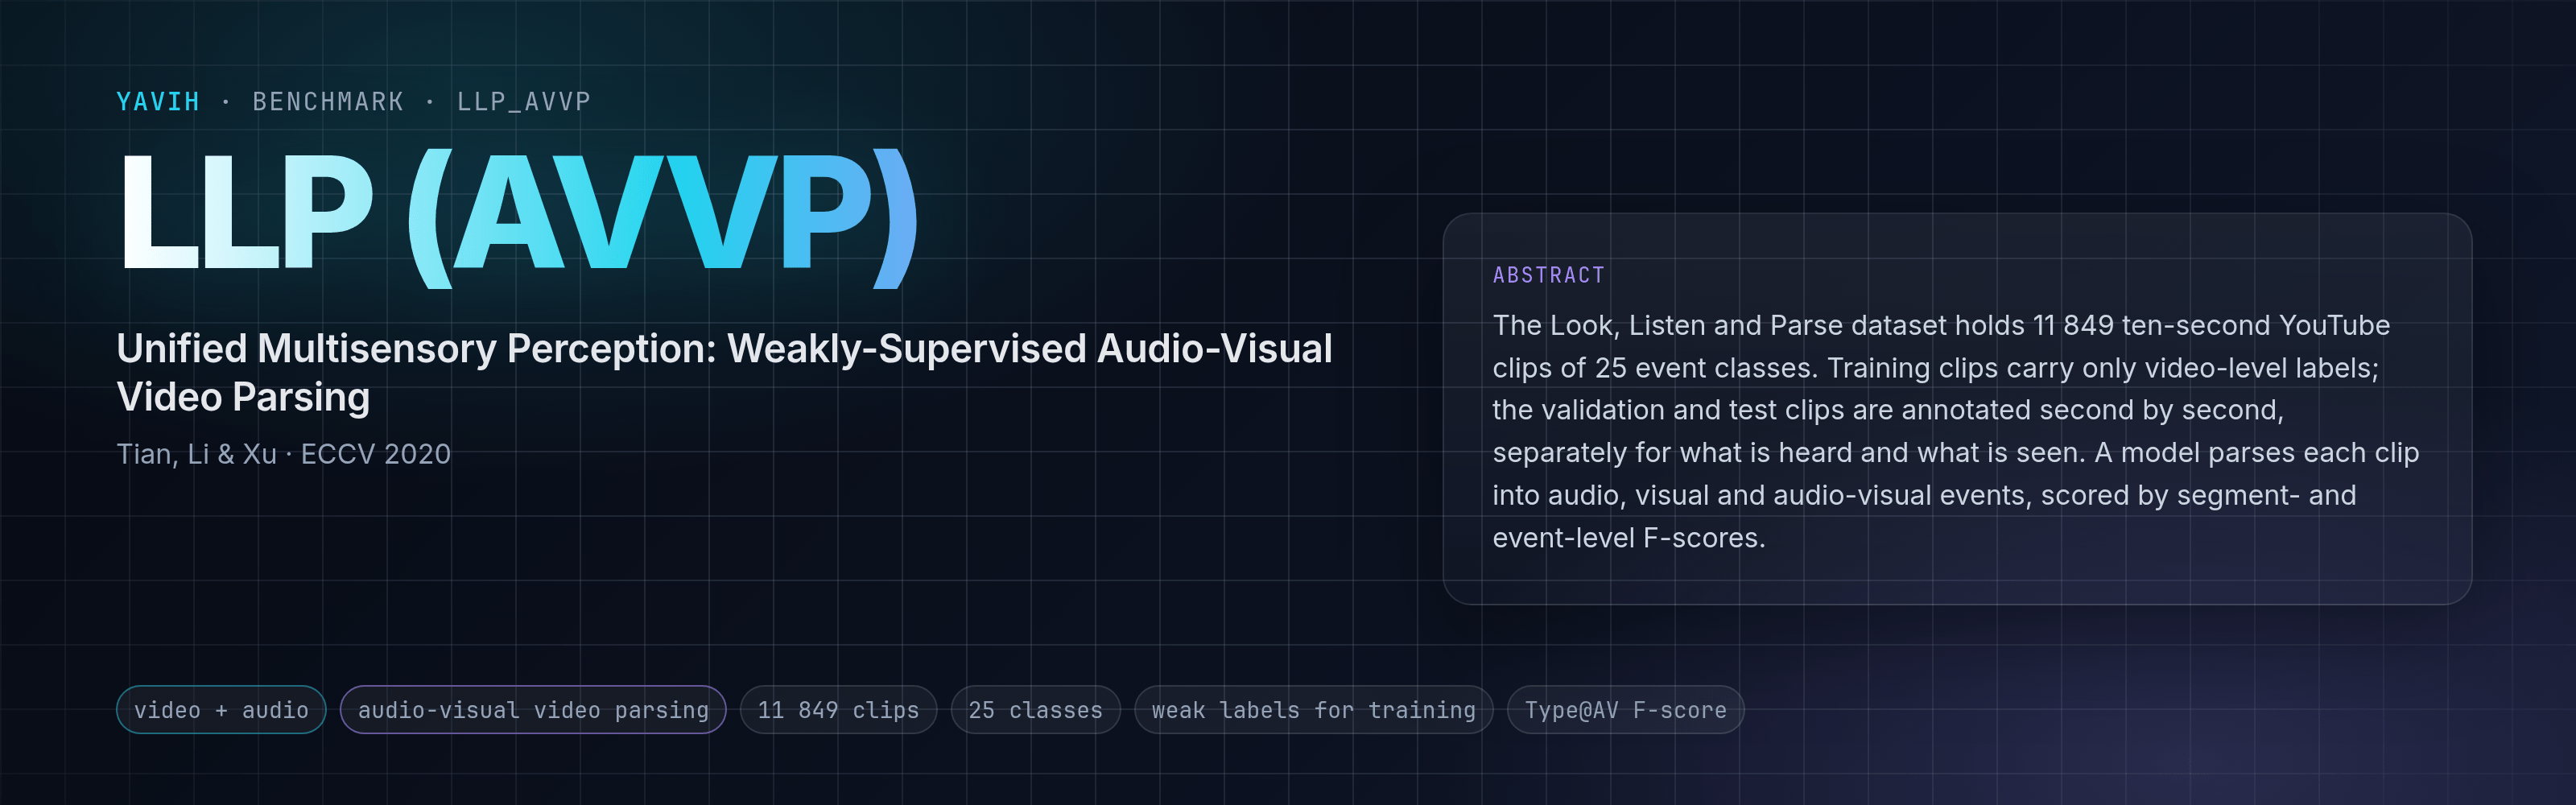 YAVIH · BENCHMARK · LLP_AVVP
LLP (AVVP)
Unified Multisensory Perception: Weakly-Supervised Audio-Visual
Video Parsing
Tian, Li & Xu · ECCV 2020
ABSTRACT
The Look, Listen and Parse dataset holds 11 849 ten-second YouTube
clips of 25 event classes. Training clips carry only video-level labels;
the validation and test clips are annotated second by second,
separately for what is heard and what is seen. A model parses each clip
into audio, visual and audio-visual events, scored by segment- and
event-level F-scores.
video + audio
audio-visual video parsing
11 849 clips
25 classes
weak labels for training
Type@AV F-score